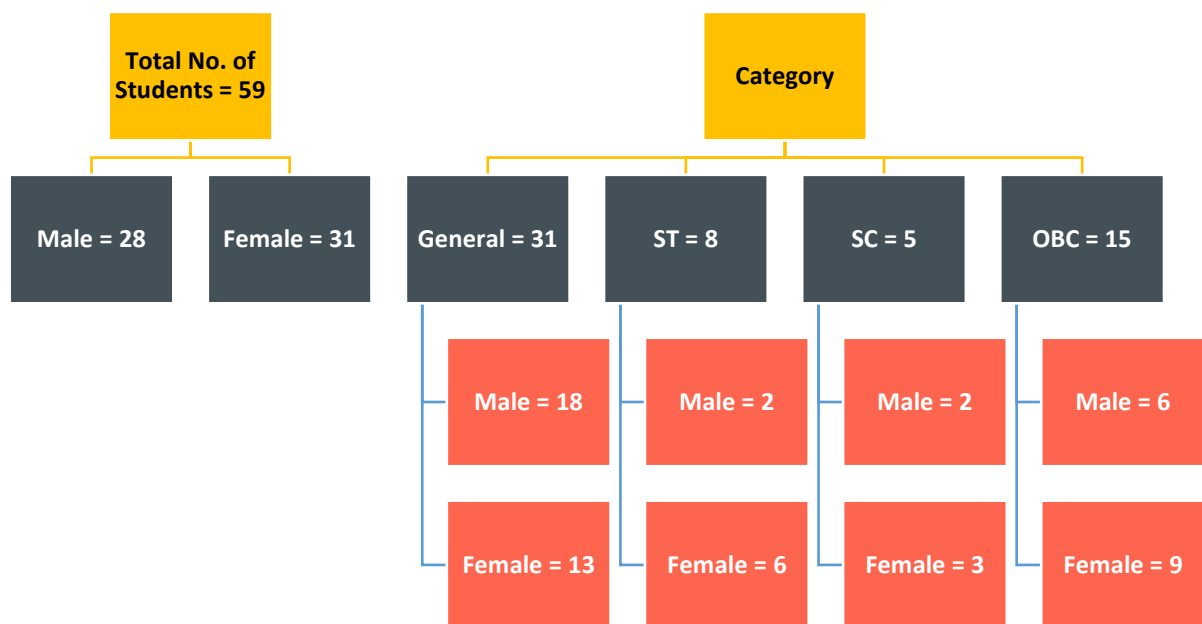 Total No. of
Students = 59
Category
Male = 28
Female = 31
General = 31
ST = 8
SC = 5
OBC = 15
Male = 18
Male = 2
Male = 2
Male = 6
Female = 13
Female = 6
Female = 3
Female = 9